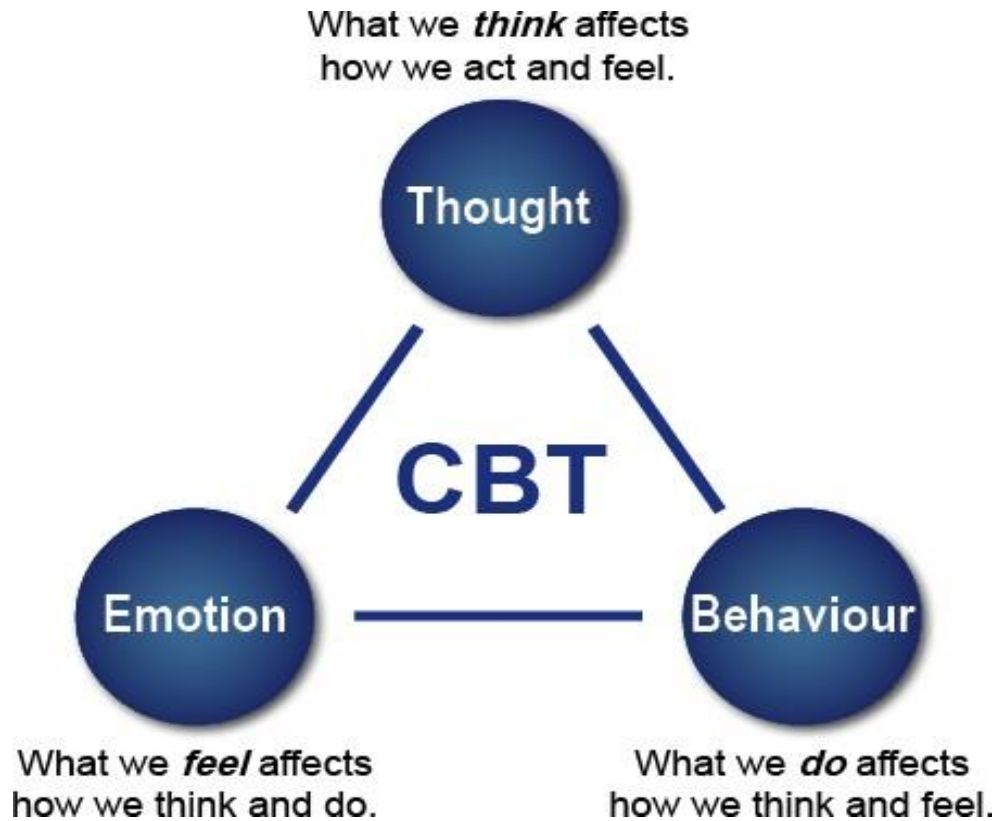 What we think affects
how we act and feel.
Thought
CBT
Emotion
Behaviour
What we feel affects
how we think and do.
What we do affects
how we think and feel.